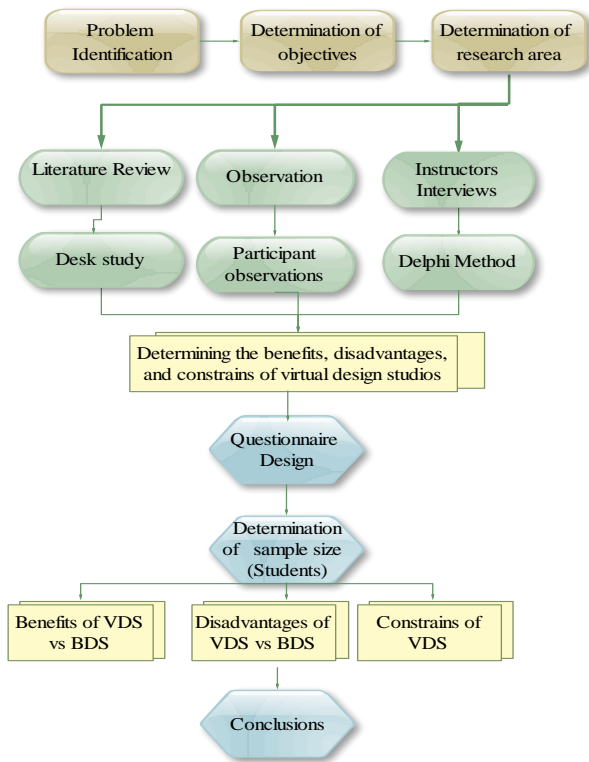 Problem
Identification
Determination of
objectives
Determination of
research area
Literature Review
Observation
Instructors
Interviews
Desk study
Participant
observations
Delphi Method
Determining the benefits, disadvantages,
and constrains of virtual design studios
Questionnaire
Design
Determination
of sample size
(Students)
Benefits of VDS
vs BDS
Disadvantages of
VDS vs BDS
Constrains of
VDS
Conclusions